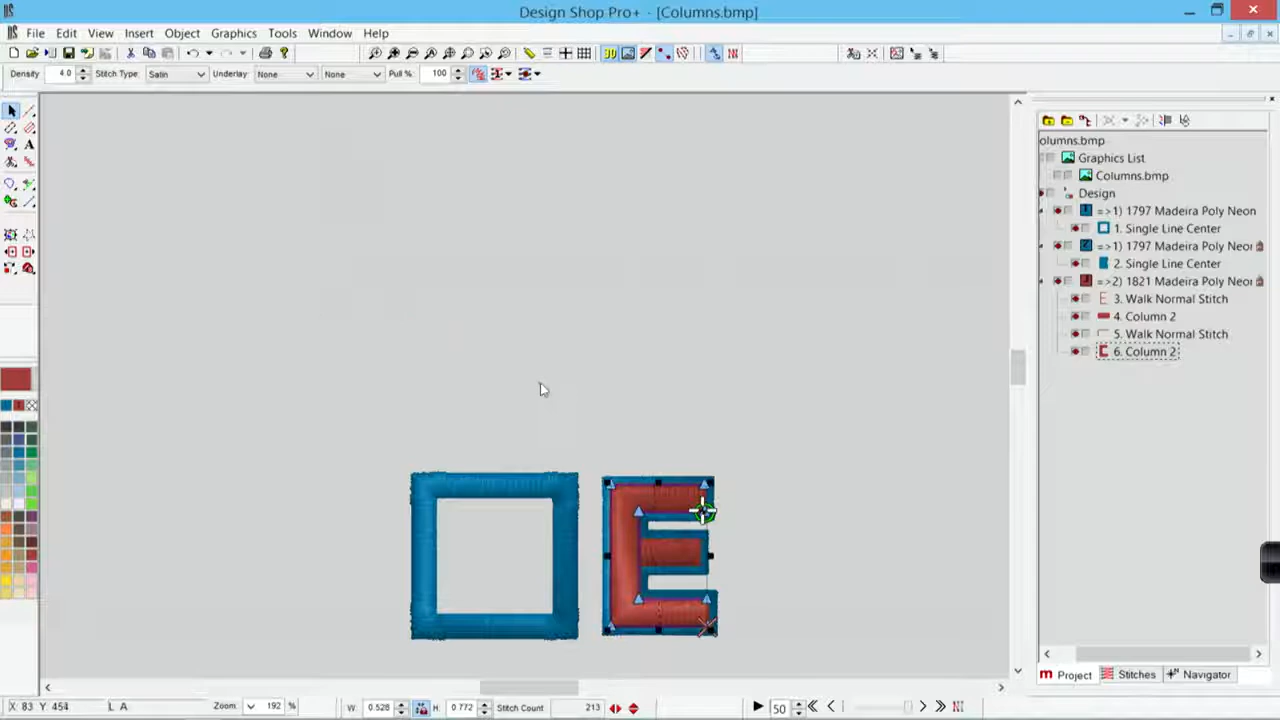 Design Shop Pro+ - [Columns.bmp]
File Edit View Insert Object Graphics Tools Window Help
Density 4.0 Stitch Type: Satin Underlay: None None Pull % 100
olumns.bmp
Graphics List
Columns.bmp
Design
=>1) 1797 Madeira Poly Neon
1. Single Line Center
=>1) 1797 Madeira Poly Neon
2. Single Line Center
=>2) 1821 Madeira Poly Neon
3. Walk Normal Stitch
4. Column 2
5. Walk Normal Stitch
6. Column 2
Project Stitches Navigator
X 83 Y 454 L A Zoom 192 % W. 0.528 H. 0.772 Stitch Count 213 50